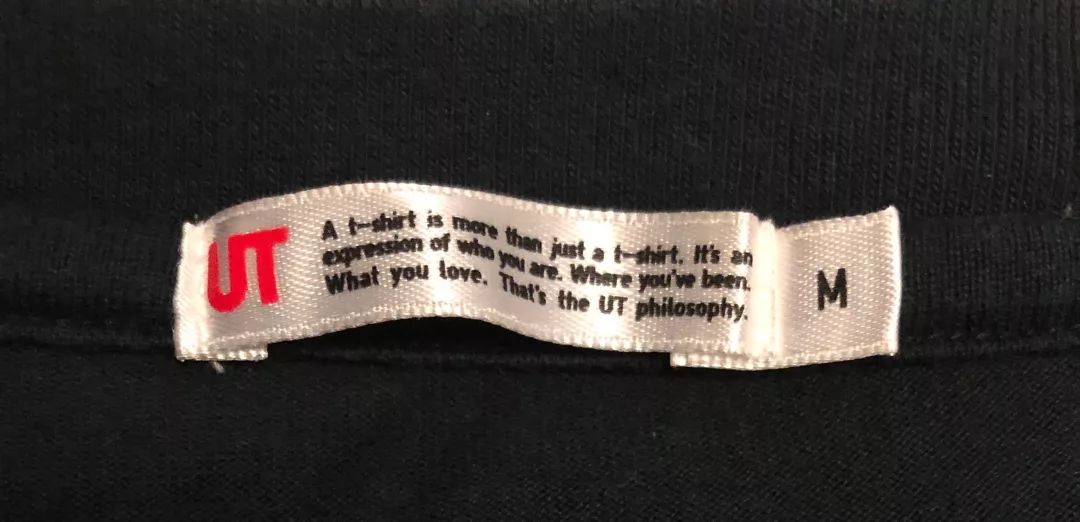 UT
A t-shirt is more than just a t-shirt. It's an
expression of who you are. Where you've been.
What you love. That's the UT philosophy.
M